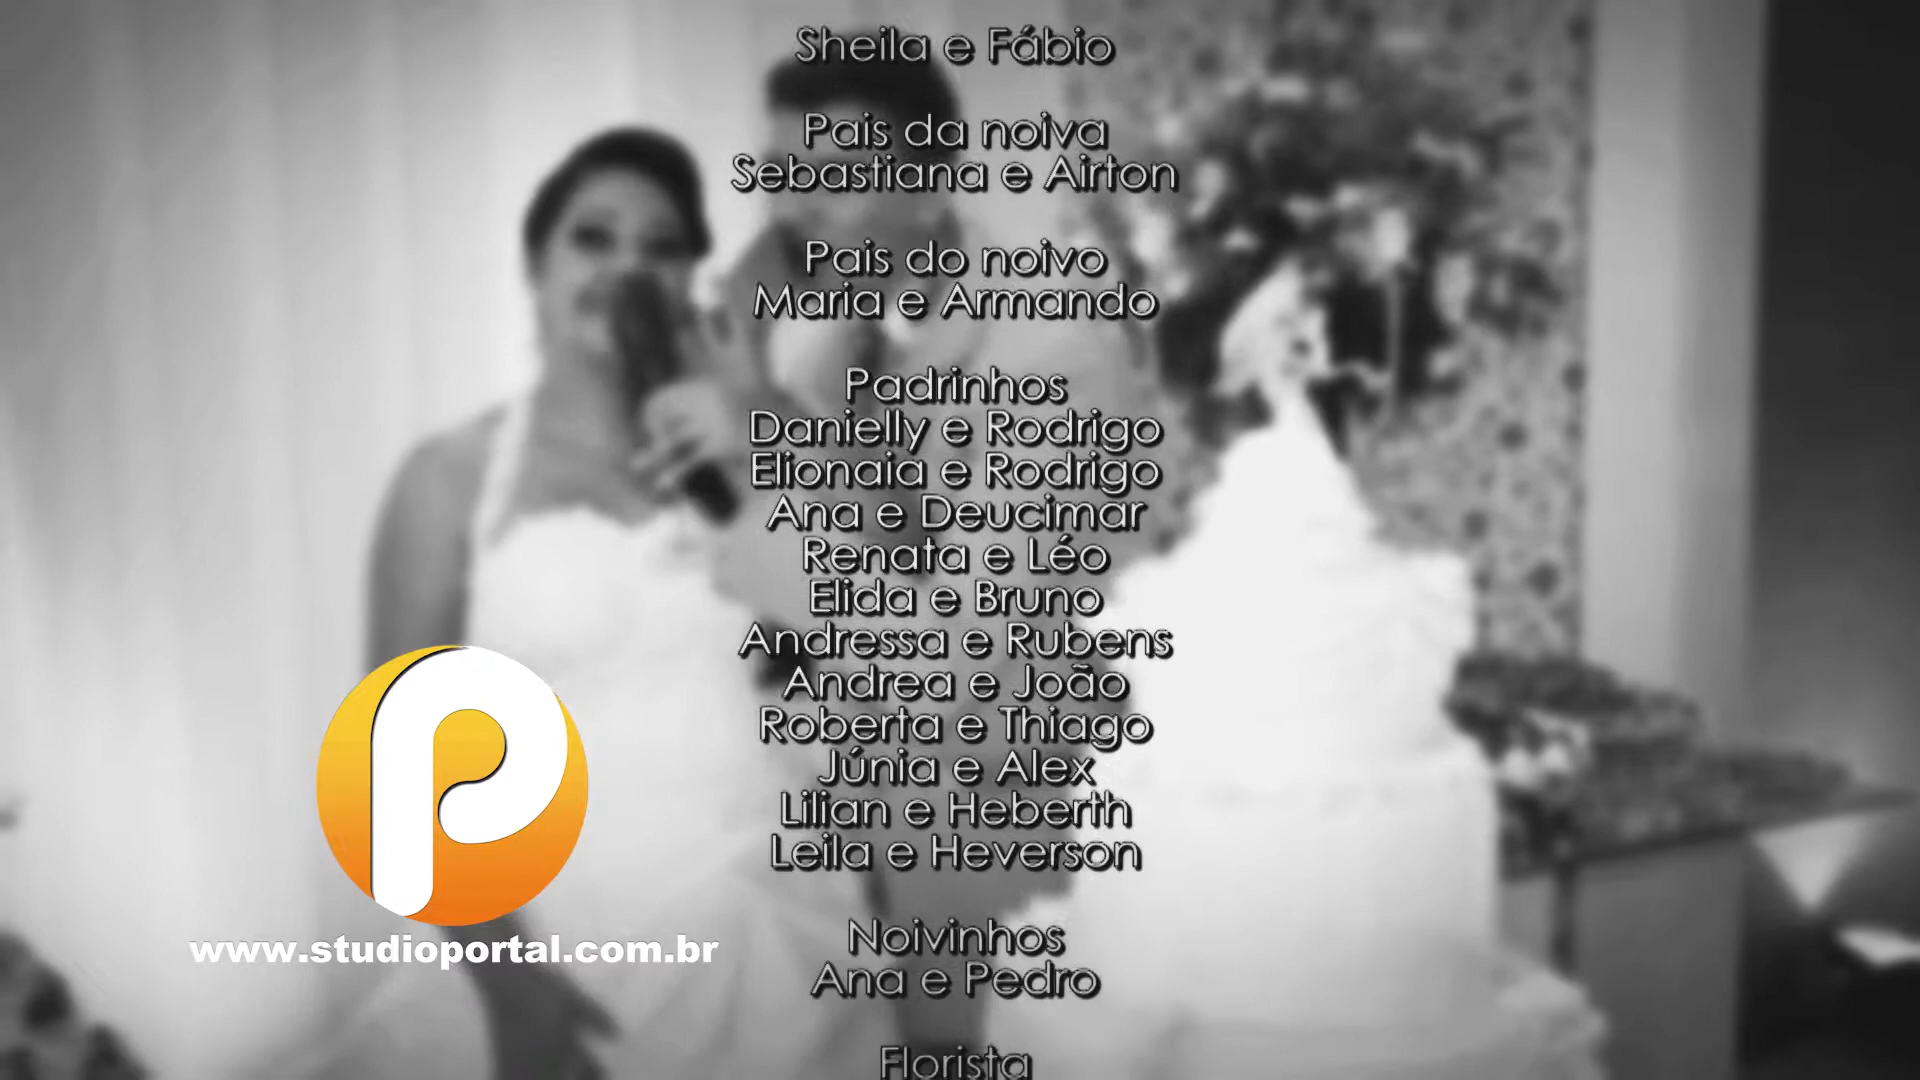 Sheila e Fábio
Pais da noiva
Sebastiana e Airton
Pais do noivo
Maria e Armando
Padrinhos
Danielly e Rodrigo
Elionaia e Rodrigo
Ana e Deucimar
Renata e Léo
Elida e Bruno
Andressa e Rubens
Andrea e João
Roberta e Thiago
Júnia e Alex
Lilian e Heberth
Leila e Heverson
Noivinhos
Ana e Pedro
Florista
P
www.studioportal.com.br